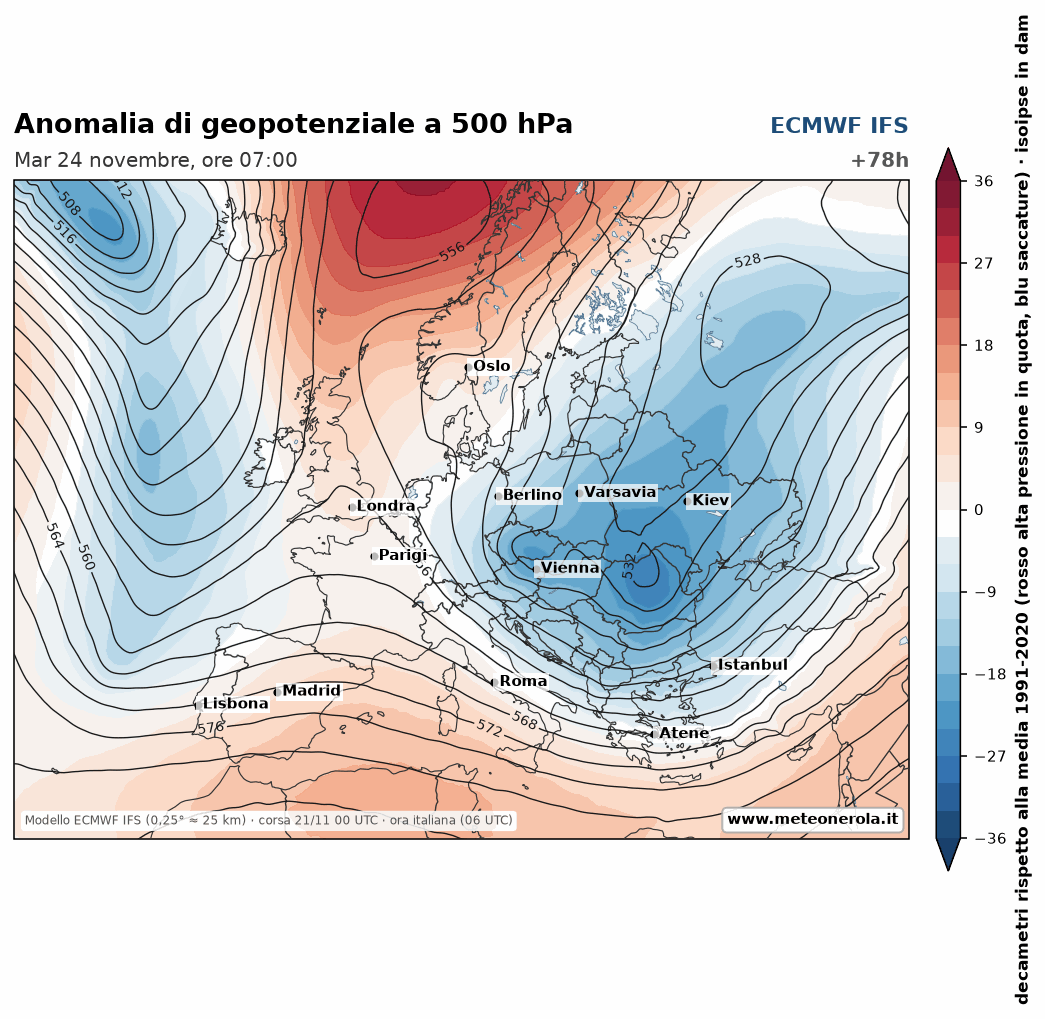 Anomalia di geopotenziale a 500 hPa
ECMWF IFS
Mar 24 novembre, ore 07:00
+78h
512
508
516
556
528
Oslo
Berlino
Varsavia
Kiev
Londra
Parigi
Vienna
532
564
560
Istanbul
Roma
Madrid
Lisbona
576
572
568
Atene
Modello ECMWF IFS (0,25° ≈ 25 km) · corsa 21/11 00 UTC · ora italiana (06 UTC)
www.meteonerola.it
36
27
18
9
0
−9
−18
−27
−36
decametri rispetto alla media 1991-2020 (rosso alta pressione in quota, blu saccature) · isoipse in dam